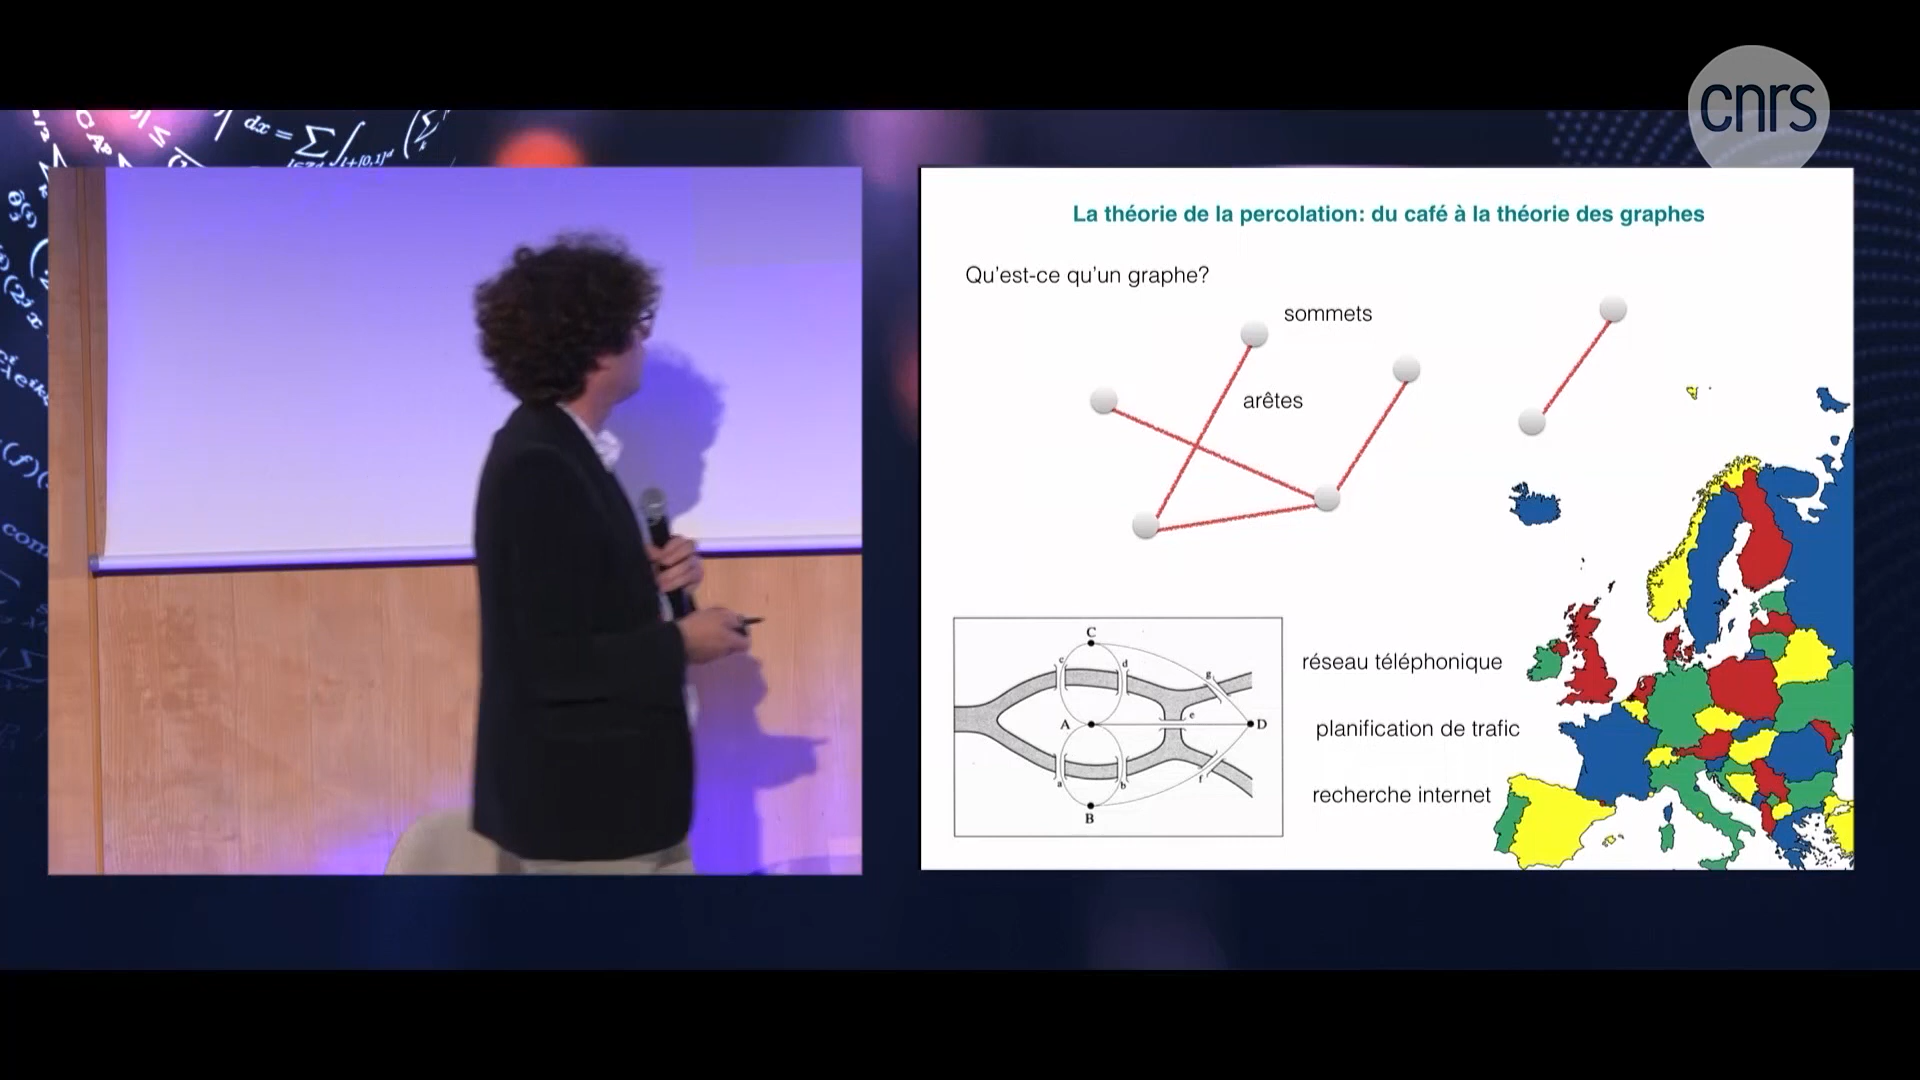 cnrs
dx = ∑ ∫
La théorie de la percolation: du café à la théorie des graphes
Qu'est-ce qu'un graphe?
sommets
arêtes
C
c
d
g
A
e
D
a
b
f
B
réseau téléphonique
planification de trafic
recherche internet